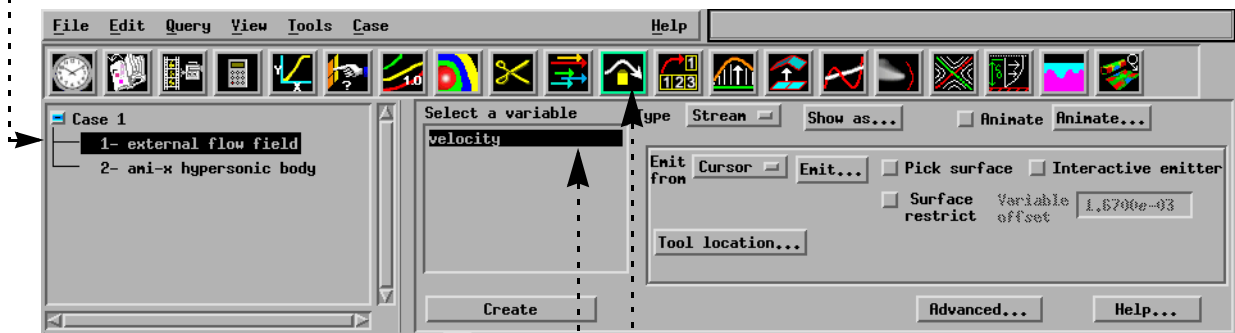 File Edit Query View Tools Case Help
Y X ? 1.0 1 123
Case 1
1- external flow field
2- ami-x hypersonic body
Select a variable
velocity
Create
Type Stream Show as... Animate Animate...
Emit from Cursor Emit... Pick surface Interactive emitter
Surface restrict Variable offset 1.6700e-03
Tool location...
Advanced... Help...